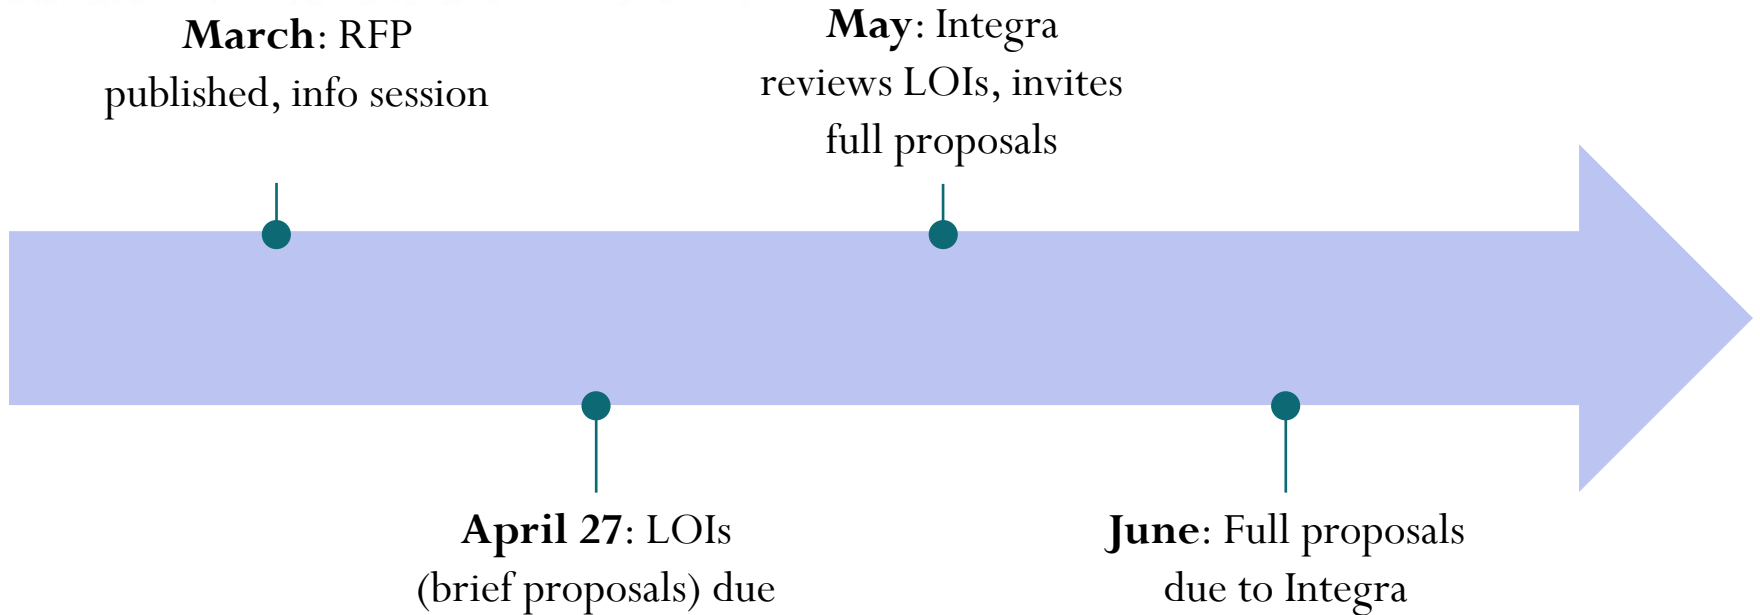 March: RFP
published, info session
April 27: LOIs
(brief proposals) due
May: Integra
reviews LOIs, invites
full proposals
June: Full proposals
due to Integra